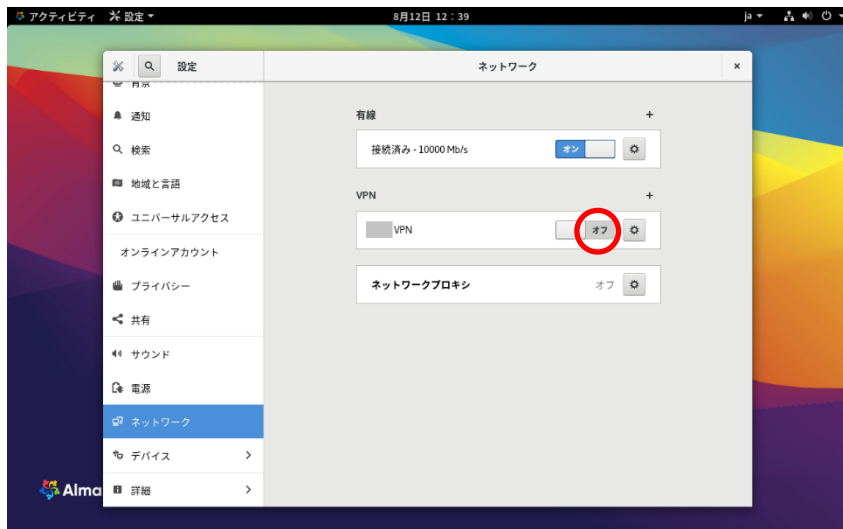 アクティビティ 設定 8月12日 12：39 ja
設定 ネットワーク
背景
通知
検索
地域と言語
ユニバーサルアクセス
オンラインアカウント
プライバシー
共有
サウンド
電源
ネットワーク
デバイス
詳細
有線
接続済み - 10000 Mb/s オン
VPN
VPN オフ
ネットワークプロキシ オフ
Alma